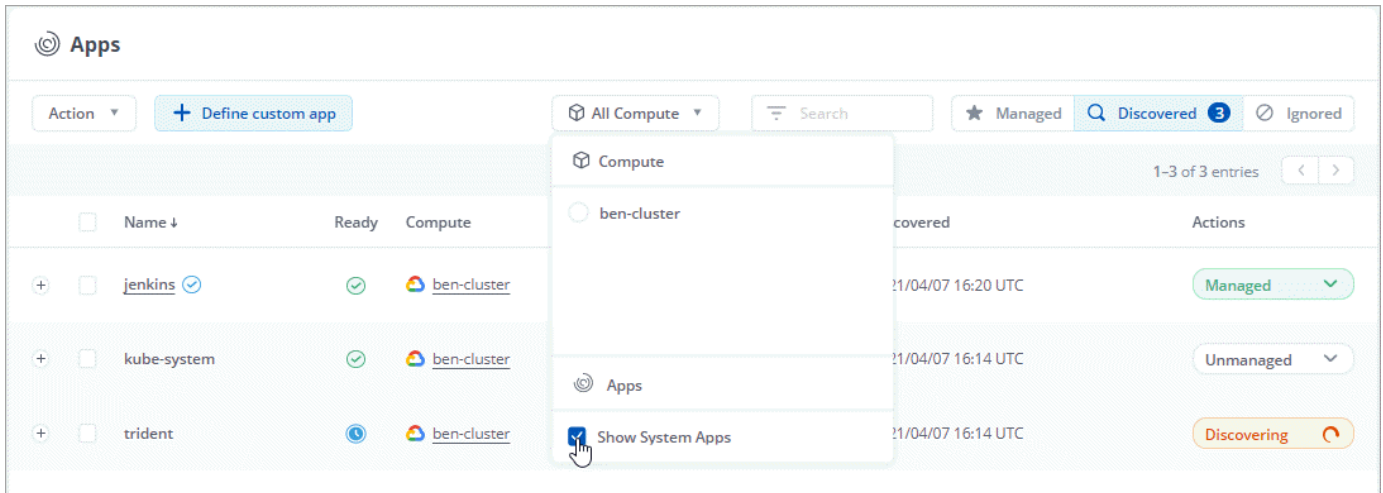 Apps
Action Define custom app All Compute Search Managed Discovered 3 Ignored
Compute
1–3 of 3 entries
Name Ready Compute covered Actions
ben-cluster
jenkins ben-cluster 21/04/07 16:20 UTC Managed
kube-system ben-cluster 21/04/07 16:14 UTC Unmanaged
Apps
trident ben-cluster 21/04/07 16:14 UTC Discovering
Show System Apps